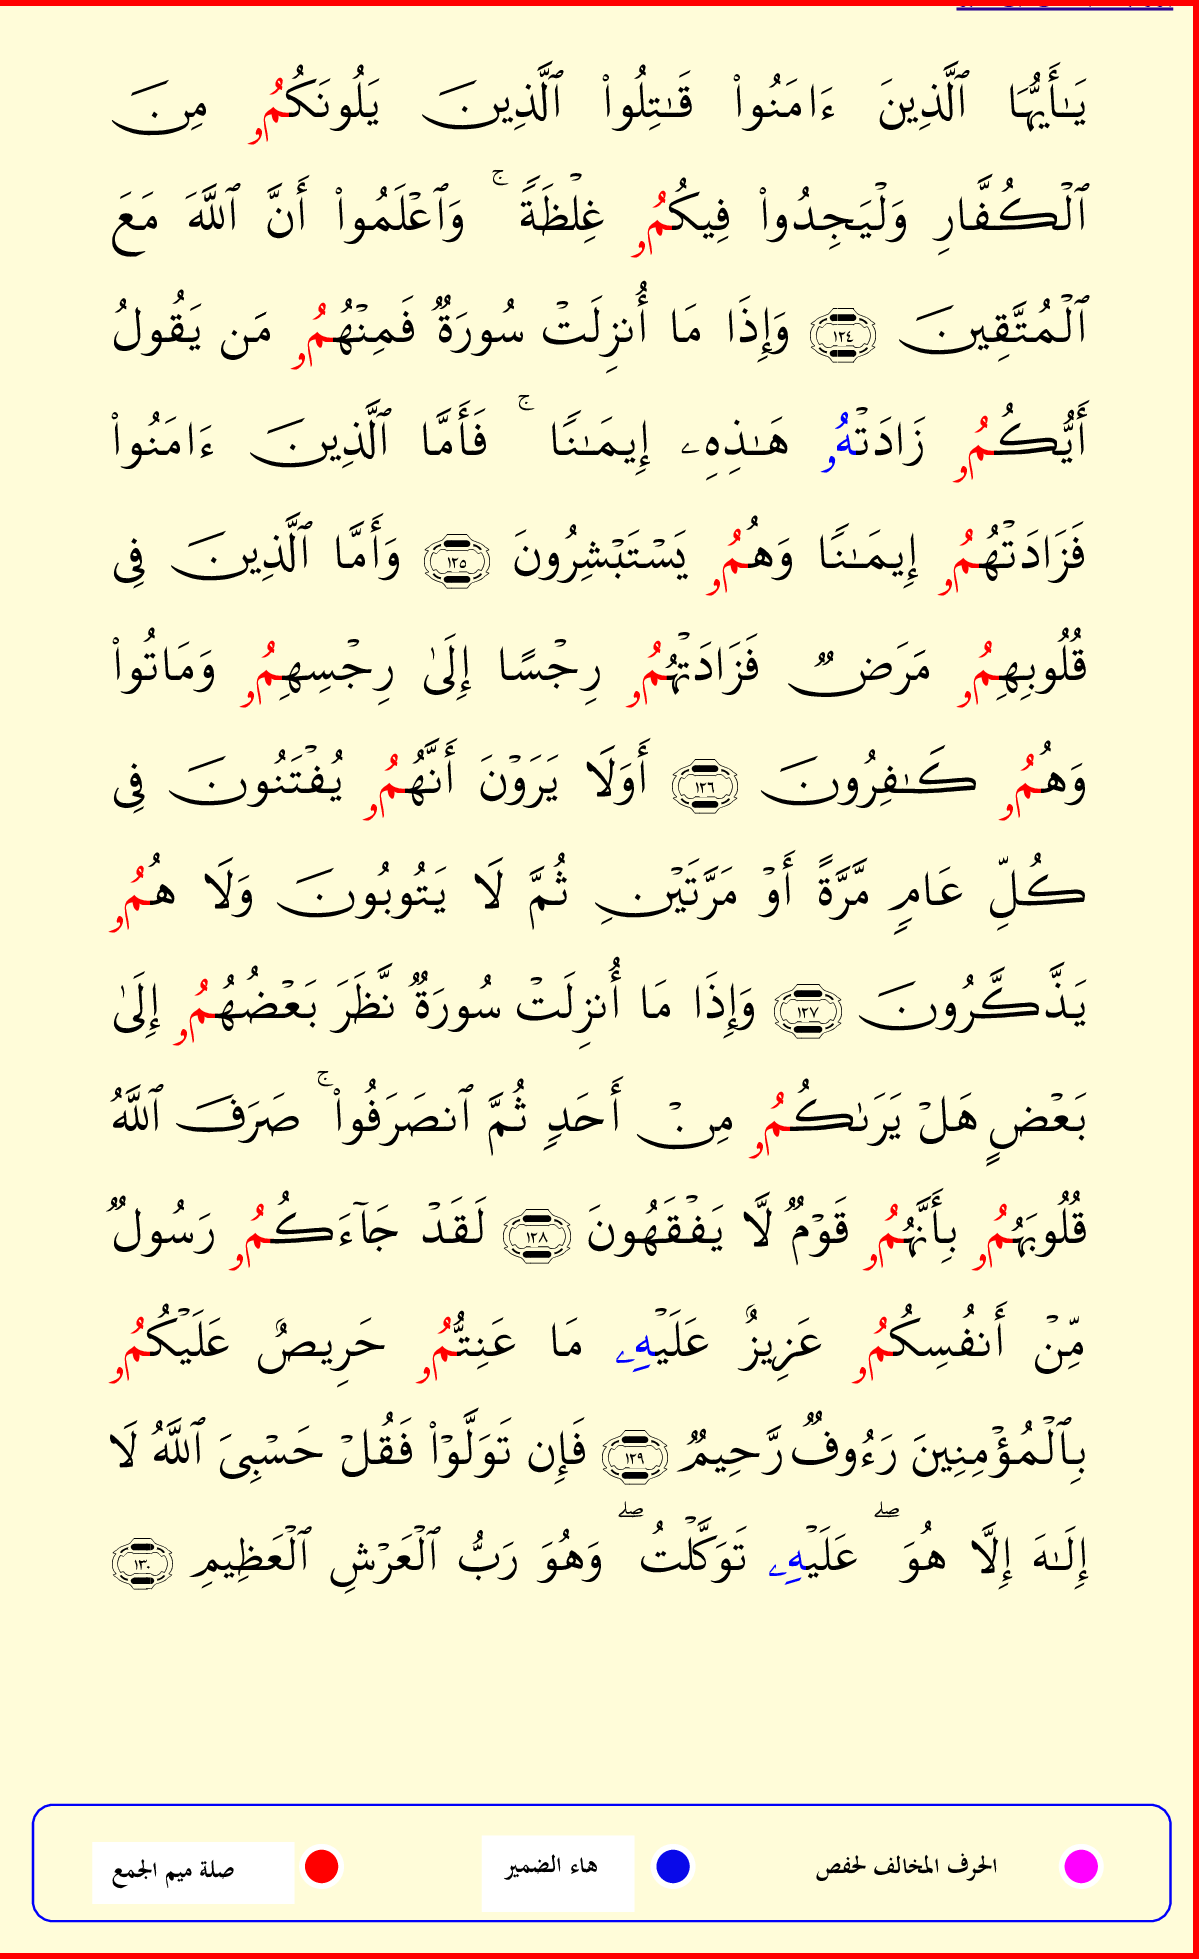 يَـٰٓأَيُّهَا ٱلَّذِينَ ءَامَنُوا۟ قَـٰتِلُوا۟ ٱلَّذِينَ يَلُونَكُمُۥ مِنَ
ٱلْكُفَّارِ وَلْيَجِدُوا۟ فِيكُمُۥ غِلْظَةً ۚ وَٱعْلَمُوا۟ أَنَّ ٱللَّهَ مَعَ
ٱلْمُتَّقِينَ ١٢٤ وَإِذَا مَا أُنزِلَتْ سُورَةٌ فَمِنْهُمُۥ مَن يَقُولُ
أَيُّكُمُۥ زَادَتْهُۥ هَـٰذِهِۦ إِيمَـٰنًا ۚ فَأَمَّا ٱلَّذِينَ ءَامَنُوا۟
فَزَادَتْهُمُۥ إِيمَـٰنًا وَهُمُۥ يَسْتَبْشِرُونَ ١٢٥ وَأَمَّا ٱلَّذِينَ فِى
قُلُوبِهِمُۥ مَرَضٌ فَزَادَتْهُمُۥ رِجْسًا إِلَىٰ رِجْسِهِمُۥ وَمَاتُوا۟
وَهُمُۥ كَـٰفِرُونَ ١٢٦ أَوَلَا يَرَوْنَ أَنَّهُمُۥ يُفْتَنُونَ فِى
كُلِّ عَامٍ مَّرَّةً أَوْ مَرَّتَيْنِ ثُمَّ لَا يَتُوبُونَ وَلَا هُمُۥ
يَذَّكَّرُونَ ١٢٧ وَإِذَا مَا أُنزِلَتْ سُورَةٌ نَّظَرَ بَعْضُهُمُۥ إِلَىٰ
بَعْضٍ هَلْ يَرَىٰكُمُۥ مِنْ أَحَدٍ ثُمَّ ٱنصَرَفُوا۟ ۚ صَرَفَ ٱللَّهُ
قُلُوبَهُمُۥ بِأَنَّهُمُۥ قَوْمٌ لَّا يَفْقَهُونَ ١٢٨ لَقَدْ جَآءَكُمُۥ رَسُولٌ
مِّنْ أَنفُسِكُمُۥ عَزِيزٌ عَلَيْهِۦ مَا عَنِتُّمُۥ حَرِيصٌ عَلَيْكُمُۥ
بِٱلْمُؤْمِنِينَ رَءُوفٌ رَّحِيمٌ ١٢٩ فَإِن تَوَلَّوْا۟ فَقُلْ حَسْبِىَ ٱللَّهُ لَا
إِلَـٰهَ إِلَّا هُوَ ۖ عَلَيْهِۦ تَوَكَّلْتُ ۖ وَهُوَ رَبُّ ٱلْعَرْشِ ٱلْعَظِيمِ ١٣٠
الحرف المخالف لحفص هاء الضمير صلة ميم الجمع